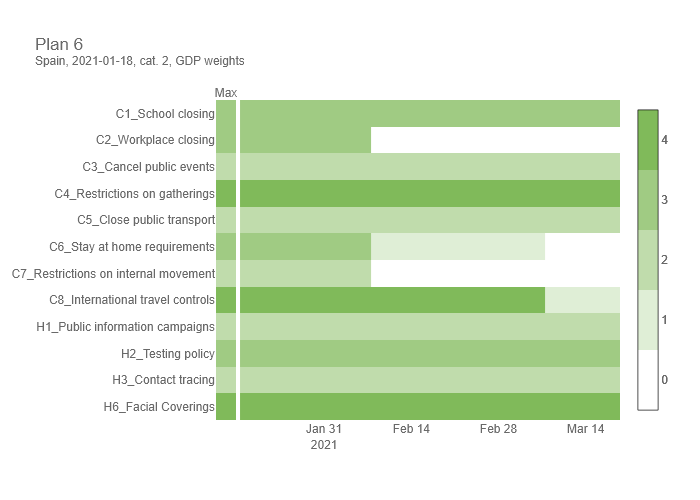 Plan 6
Spain, 2021-01-18, cat. 2, GDP weights
Max
C1_School closing
C2_Workplace closing
C3_Cancel public events
C4_Restrictions on gatherings
C5_Close public transport
C6_Stay at home requirements
C7_Restrictions on internal movement
C8_International travel controls
H1_Public information campaigns
H2_Testing policy
H3_Contact tracing
H6_Facial Coverings
Jan 31 Feb 14 Feb 28 Mar 14
2021
4
3
2
1
0